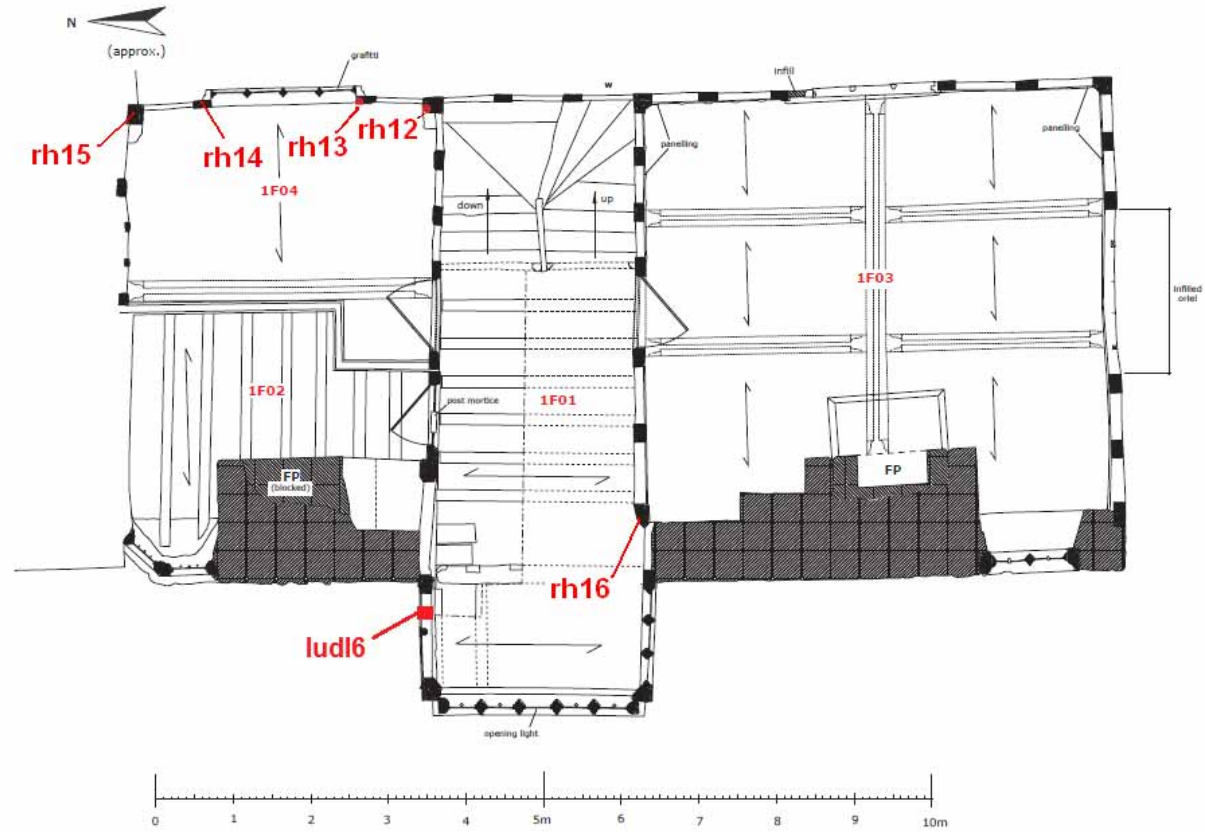 N
(approx.)
grafitti
w
infill
rh15
rh14
rh13
rh12
panelling
panelling
1F04
down
up
1F03
infilled
oriel
1F02
post mortice
1F01
FP
(blocked)
FP
rh16
ludl6
opening light
0 1 2 3 4 5m 6 7 8 9 10m